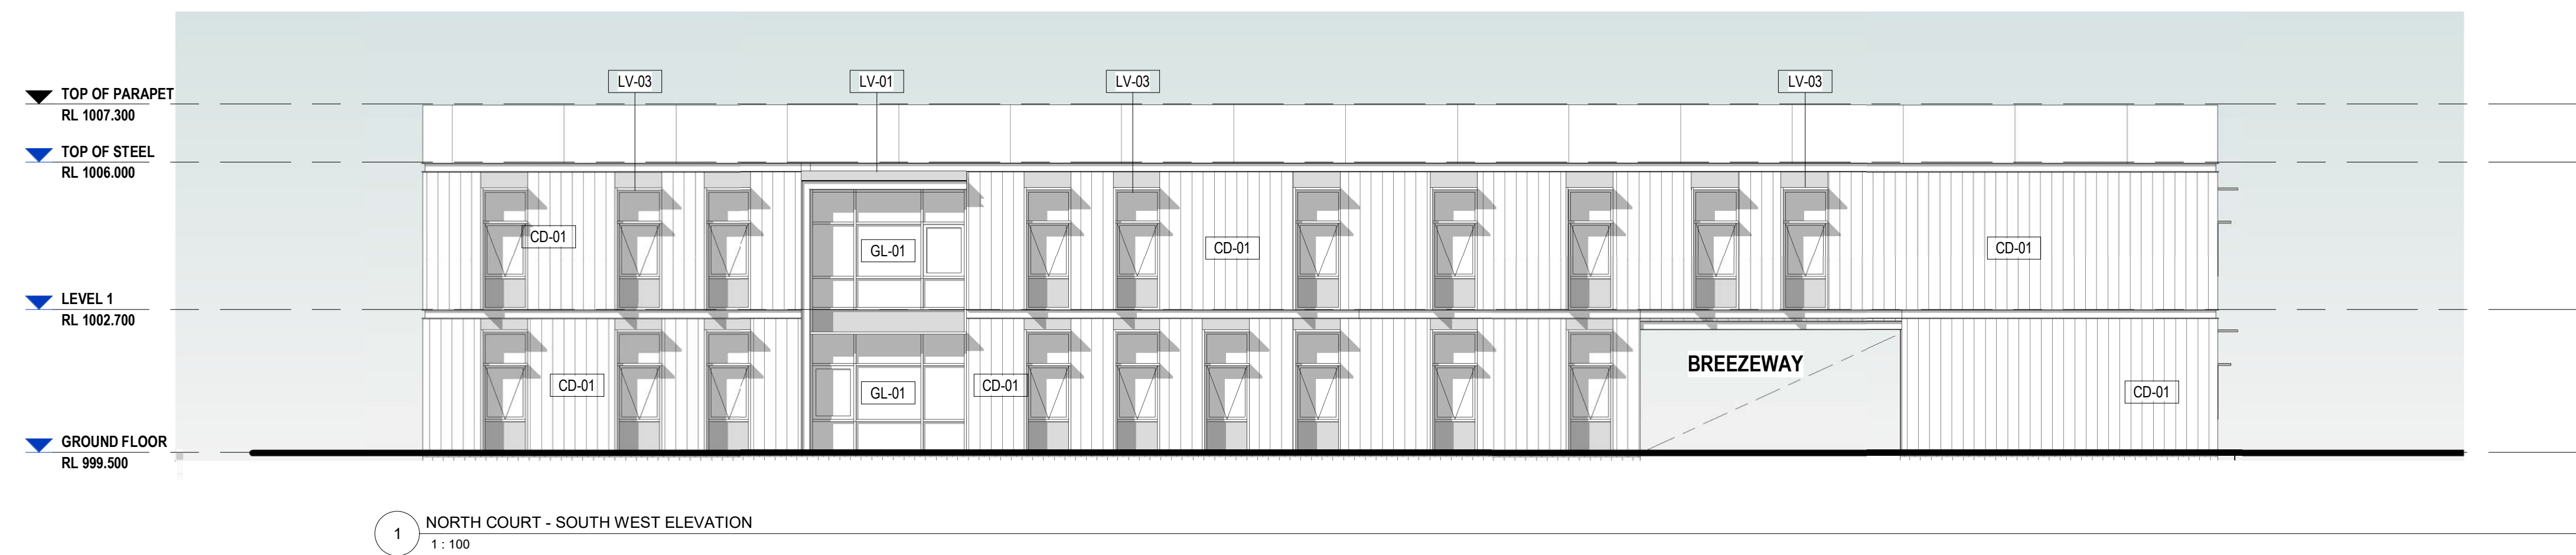 LV-03
LV-01
LV-03
LV-03
TOP OF PARAPET
RL 1007.300
TOP OF STEEL
RL 1006.000
CD-01
GL-01
CD-01
CD-01
LEVEL 1
RL 1002.700
BREEZEWAY
CD-01
GL-01
CD-01
CD-01
GROUND FLOOR
RL 999.500
1
NORTH COURT - SOUTH WEST ELEVATION
1 : 100